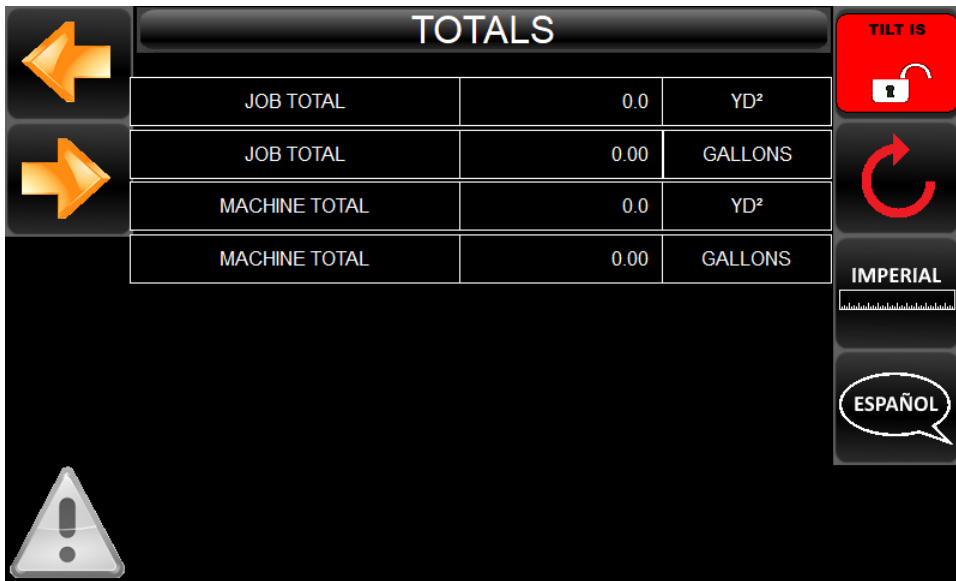 TOTALS
TILT IS
JOB TOTAL 0.0 YD²
JOB TOTAL 0.00 GALLONS
MACHINE TOTAL 0.0 YD²
MACHINE TOTAL 0.00 GALLONS
IMPERIAL
ESPAÑOL